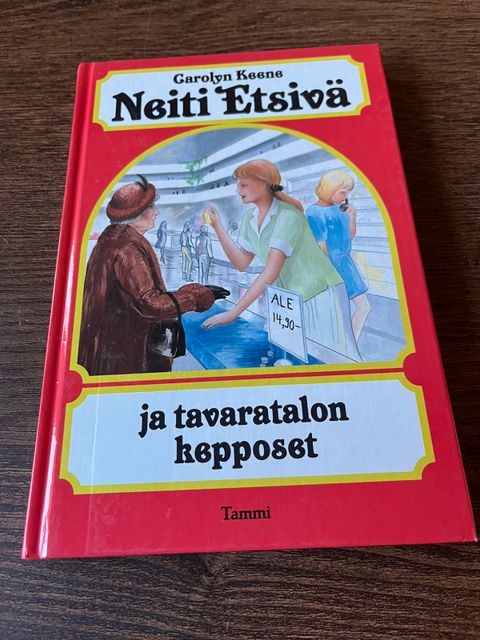 Carolyn Keene
Neiti Etsivä
ALE
14,90-
ja tavaratalon
kepposet
Tammi